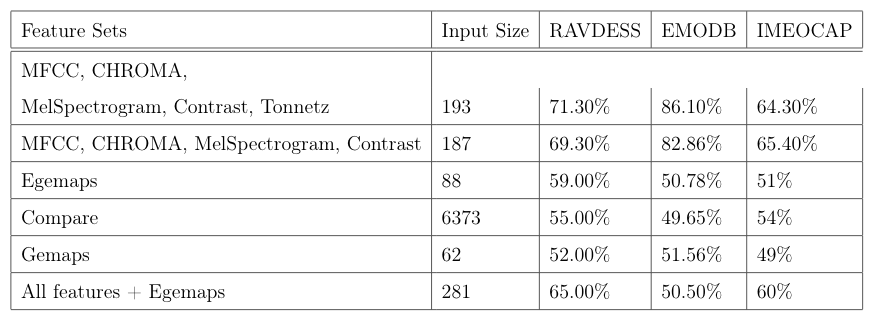 Feature Sets Input Size RAVDESS EMODB IMEOCAP
MFCC, CHROMA,
MelSpectrogram, Contrast, Tonnetz 193 71.30% 86.10% 64.30%
MFCC, CHROMA, MelSpectrogram, Contrast 187 69.30% 82.86% 65.40%
Egemaps 88 59.00% 50.78% 51%
Compare 6373 55.00% 49.65% 54%
Gemaps 62 52.00% 51.56% 49%
All features + Egemaps 281 65.00% 50.50% 60%